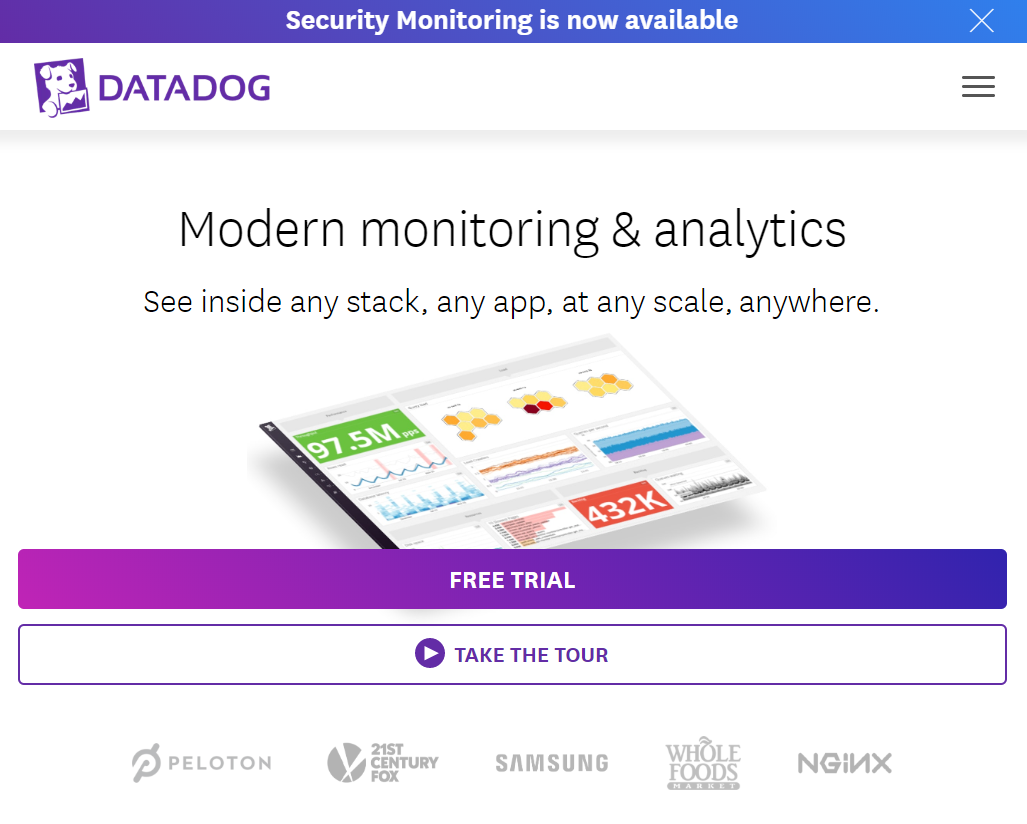 Security Monitoring is now available
DATADOG
Modern monitoring & analytics
See inside any stack, any app, at any scale, anywhere.
97.5M pps
432K
FREE TRIAL
TAKE THE TOUR
PELOTON
21ST
CENTURY
FOX
SAMSUNG
WHOLE
FOODS
MARKET
NGINX